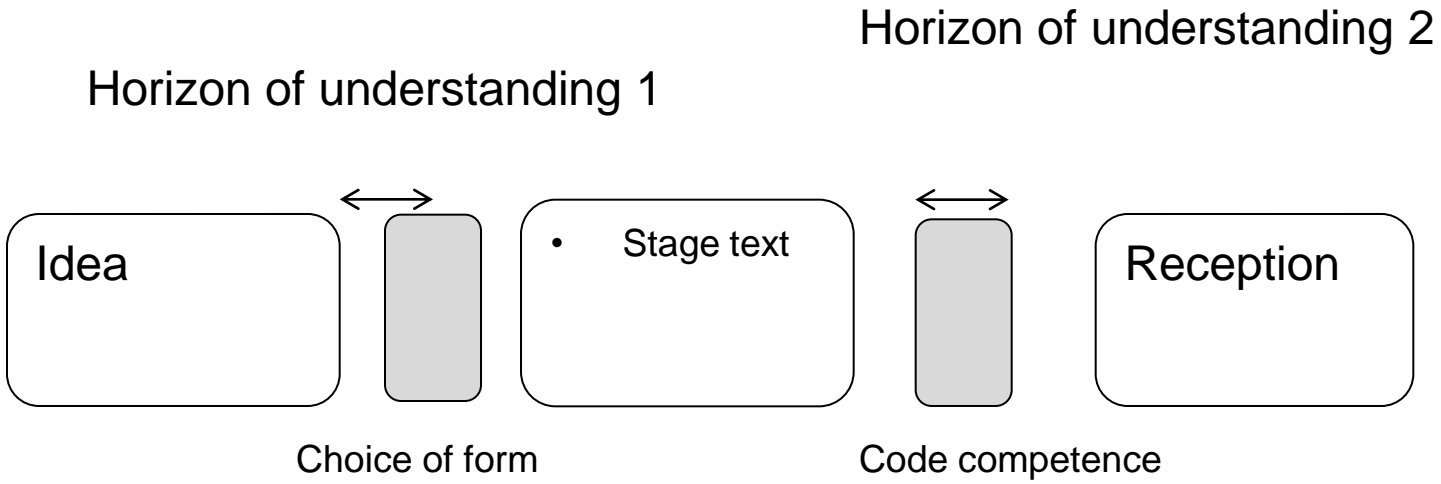 Horizon of understanding 2
Horizon of understanding 1
Idea
• Stage text
Reception
Choice of form
Code competence